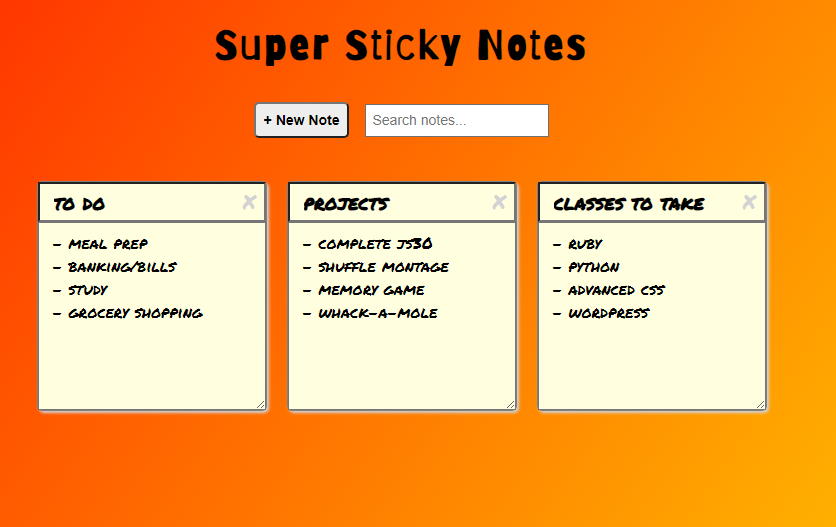 Super Sticky Notes
+ New Note
Search notes...
TO DO
- MEAL PREP
- BANKING/BILLS
- STUDY
- GROCERY SHOPPING
PROJECTS
- COMPLETE JS30
- SHUFFLE MONTAGE
- MEMORY GAME
- WHACK-A-MOLE
CLASSES TO TAKE
- RUBY
- PYTHON
- ADVANCED CSS
- WORDPRESS